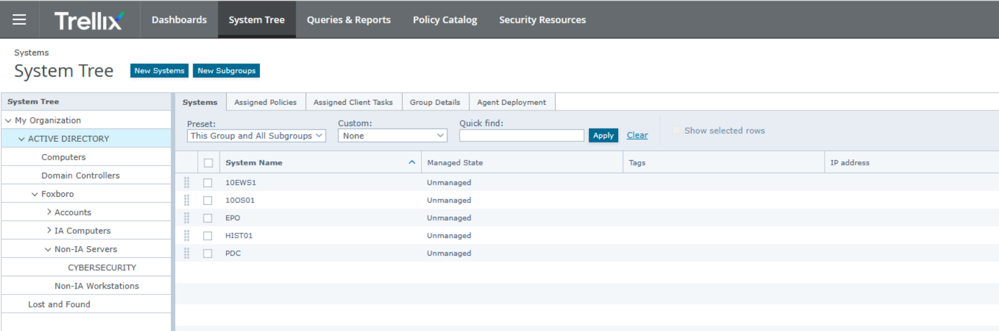 Trellix Dashboards System Tree Queries & Reports Policy Catalog Security Resources
Systems
System Tree New Systems New Subgroups
System Tree
My Organization
ACTIVE DIRECTORY
Computers
Domain Controllers
Foxboro
Accounts
IA Computers
Non-IA Servers
CYBERSECURITY
Non-IA Workstations
Lost and Found
Systems Assigned Policies Assigned Client Tasks Group Details Agent Deployment
Preset: Custom: Quick find:
This Group and All Subgroups None Apply Clear Show selected rows
System Name Managed State Tags IP address
10EWS1 Unmanaged
10OS01 Unmanaged
EPO Unmanaged
HIST01 Unmanaged
PDC Unmanaged